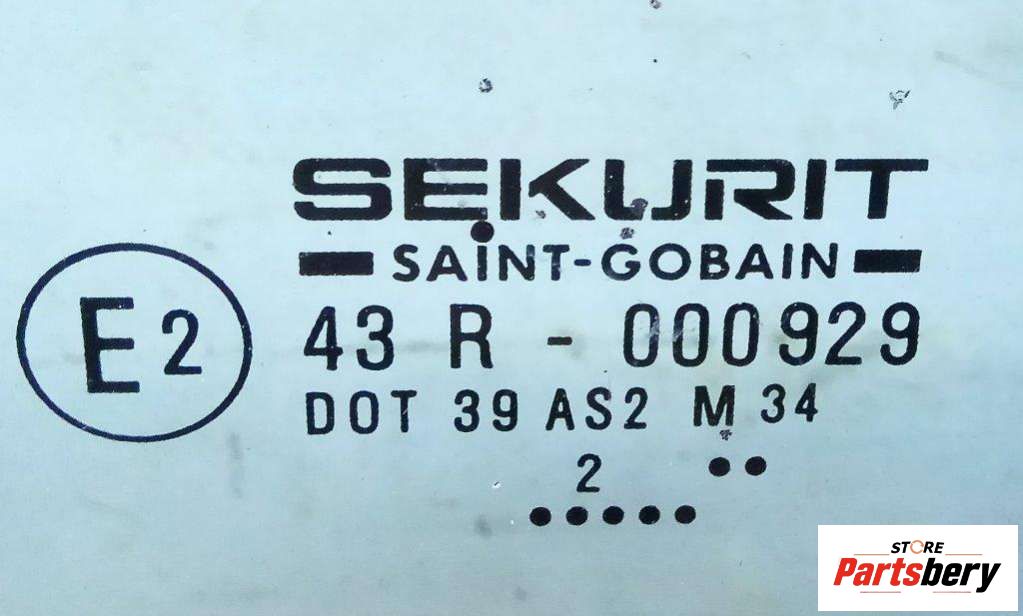 SEKURIT
SAINT-GOBAIN
E2
43 R - 000929
DOT 39 AS2 M 34
2
STORE
Partsbery